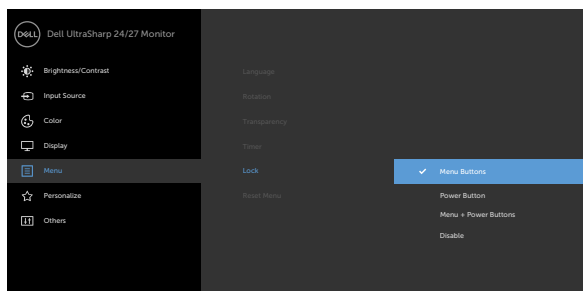 DELL
Dell UltraSharp 24/27 Monitor
Brightness/Contrast
Input Source
Color
Display
Menu
Personalize
Others
Language
Rotation
Transparency
Timer
Lock
Reset Menu
Menu Buttons
Power Button
Menu + Power Buttons
Disable